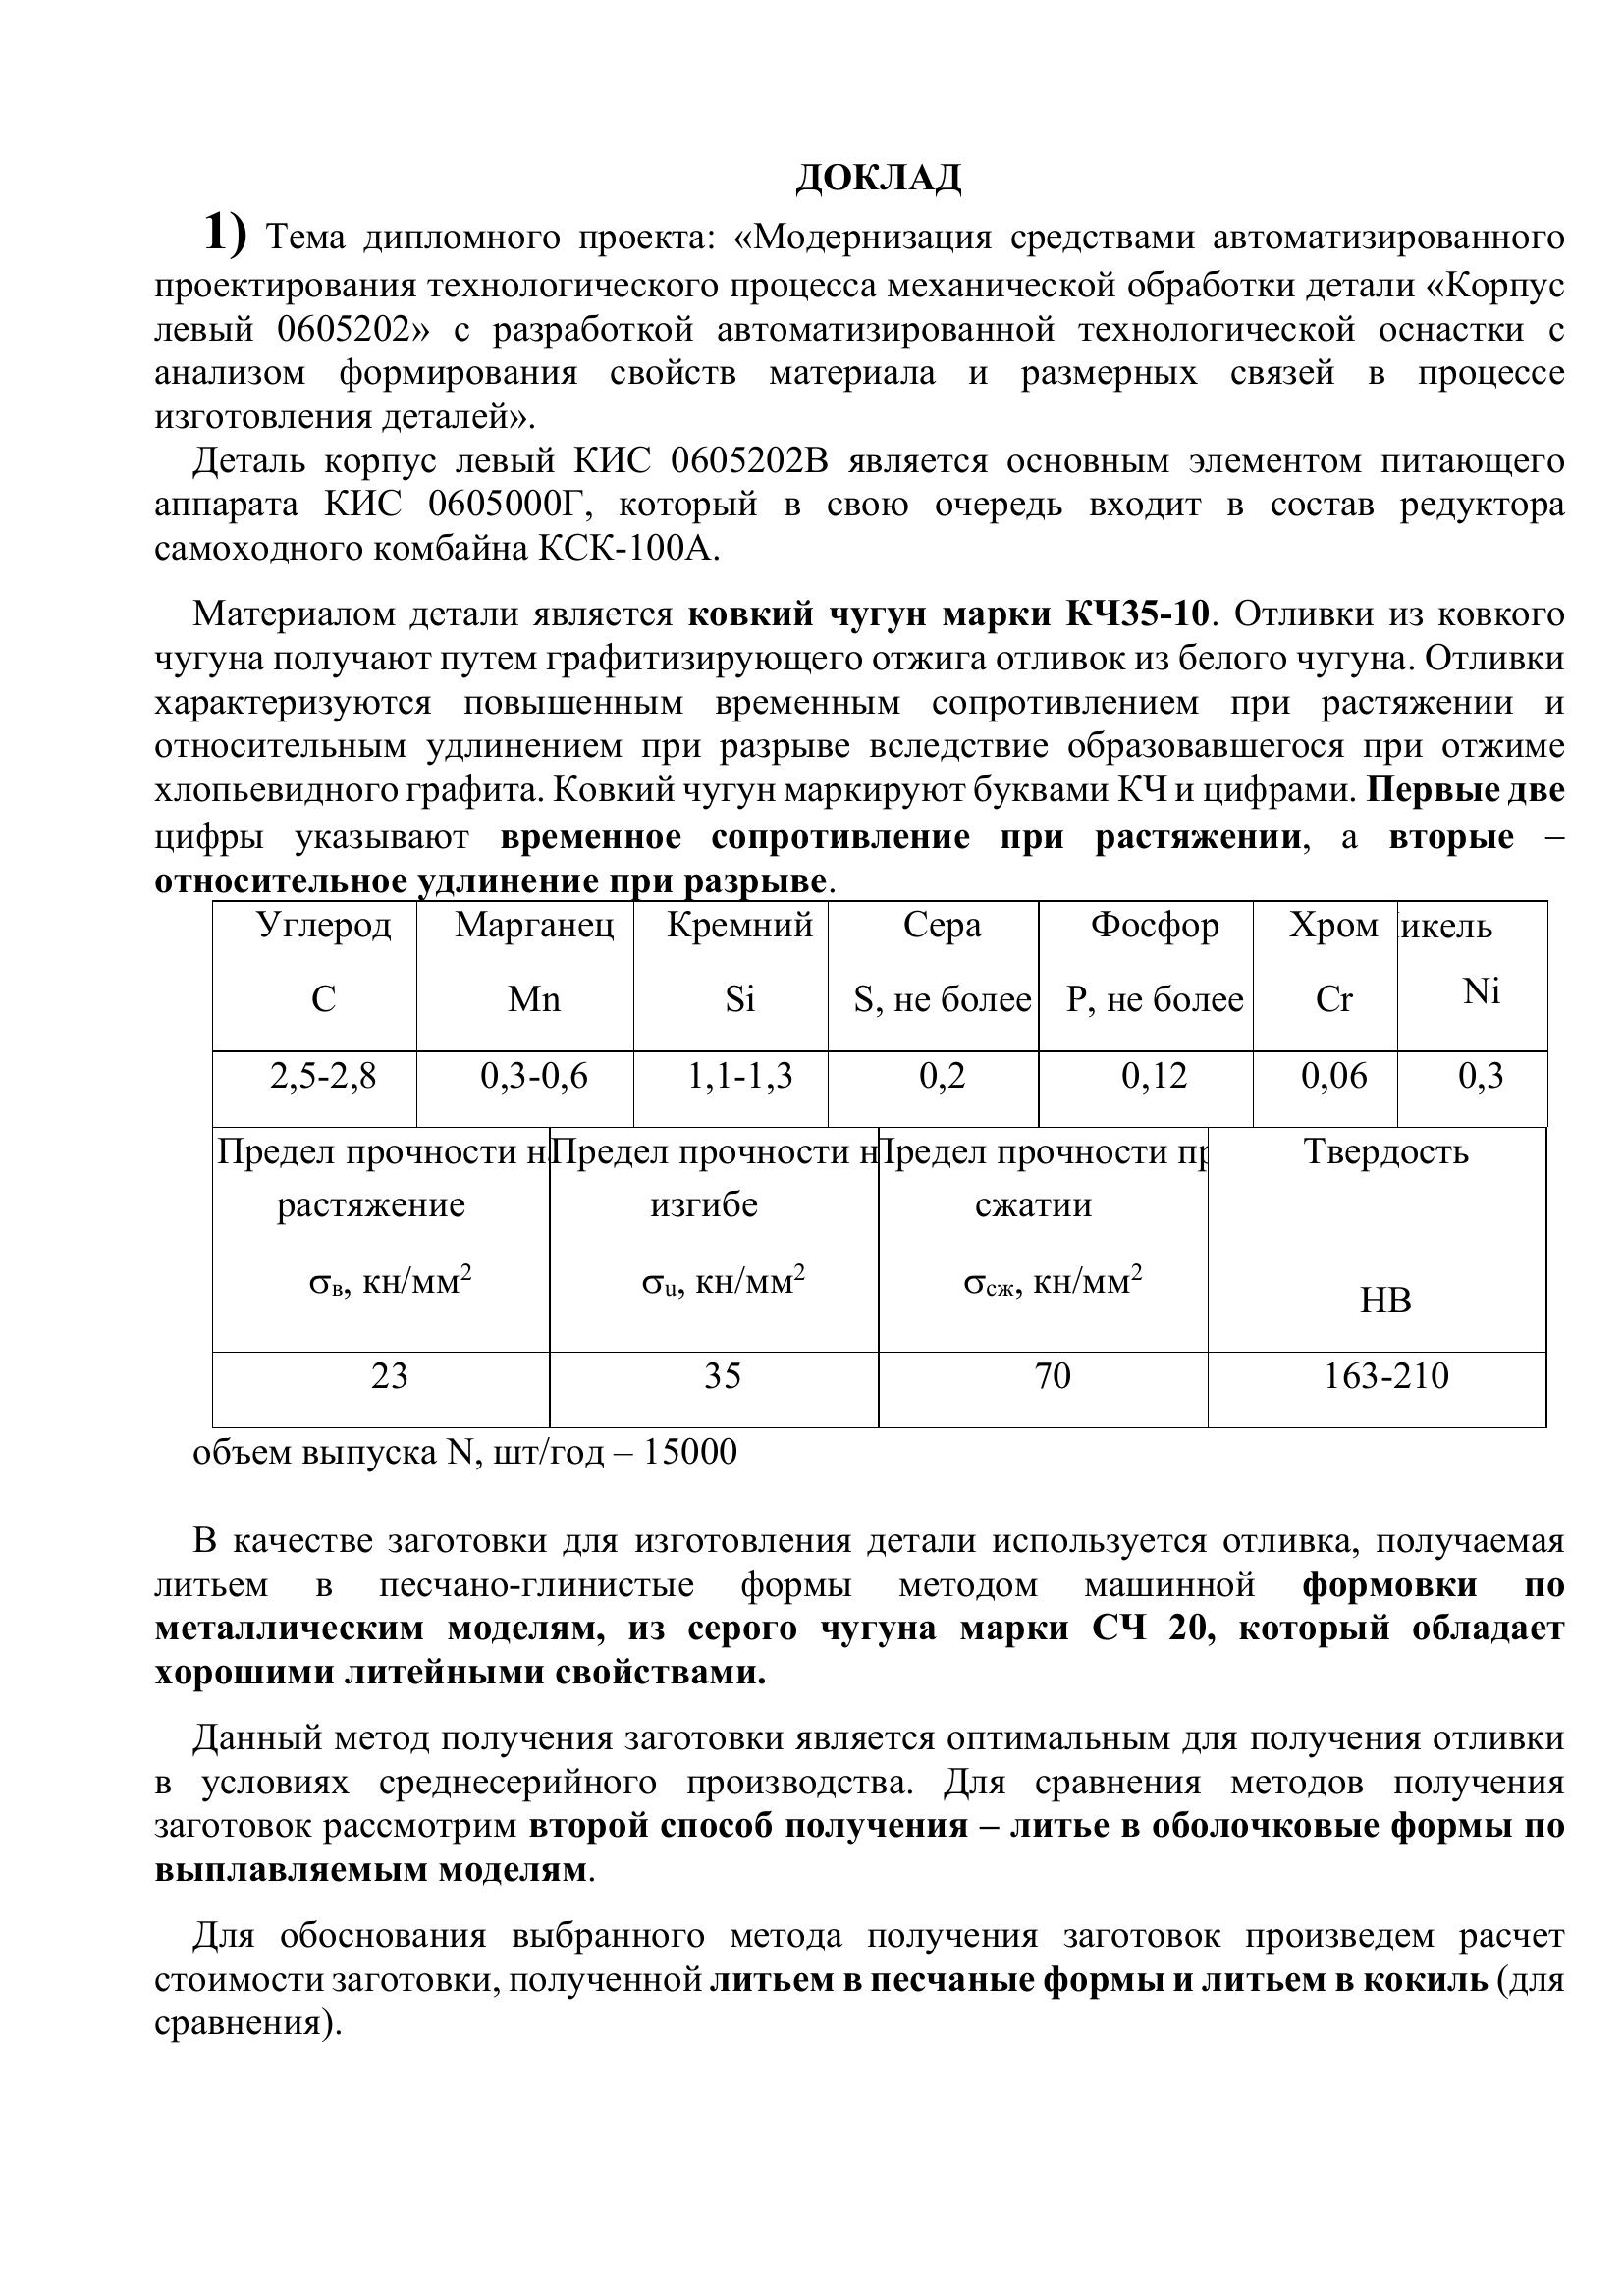 ДОКЛАД
1) Тема дипломного проекта: «Модернизация средствами автоматизированного
проектирования технологического процесса механической обработки детали «Корпус
левый 0605202» с разработкой автоматизированной технологической оснастки с
анализом формирования свойств материала и размерных связей в процессе
изготовления деталей».
Деталь корпус левый КИС 0605202В является основным элементом питающего
аппарата КИС 0605000Г, который в свою очередь входит в состав редуктора
самоходного комбайна КСК-100А.
Материалом детали является ковкий чугун марки КЧ35-10. Отливки из ковкого
чугуна получают путем графитизирующего отжига отливок из белого чугуна. Отливки
характеризуются повышенным временным сопротивлением при растяжении и
относительным удлинением при разрыве вследствие образовавшегося при отжиме
хлопьевидного графита. Ковкий чугун маркируют буквами КЧ и цифрами. Первые две
цифры указывают временное сопротивление при растяжении, а вторые –
относительное удлинение при разрыве.
Углерод Марганец Кремний Сера Фосфор Хром икель
C Mn Si S, не более P, не более Cr Ni
2,5-2,8 0,3-0,6 1,1-1,3 0,2 0,12 0,06 0,3
Предел прочности н Предел прочности н Предел прочности пр Твердость
растяжение изгибе сжатии
σв, кн/мм² σu, кн/мм² σсж, кн/мм² НВ
23 35 70 163-210
объем выпуска N, шт/год – 15000
В качестве заготовки для изготовления детали используется отливка, получаемая
литьем в песчано-глинистые формы методом машинной формовки по
металлическим моделям, из серого чугуна марки СЧ 20, который обладает
хорошими литейными свойствами.
Данный метод получения заготовки является оптимальным для получения отливки
в условиях среднесерийного производства. Для сравнения методов получения
заготовок рассмотрим второй способ получения – литье в оболочковые формы по
выплавляемым моделям.
Для обоснования выбранного метода получения заготовок произведем расчет
стоимости заготовки, полученной литьем в песчаные формы и литьем в кокиль (для
сравнения).